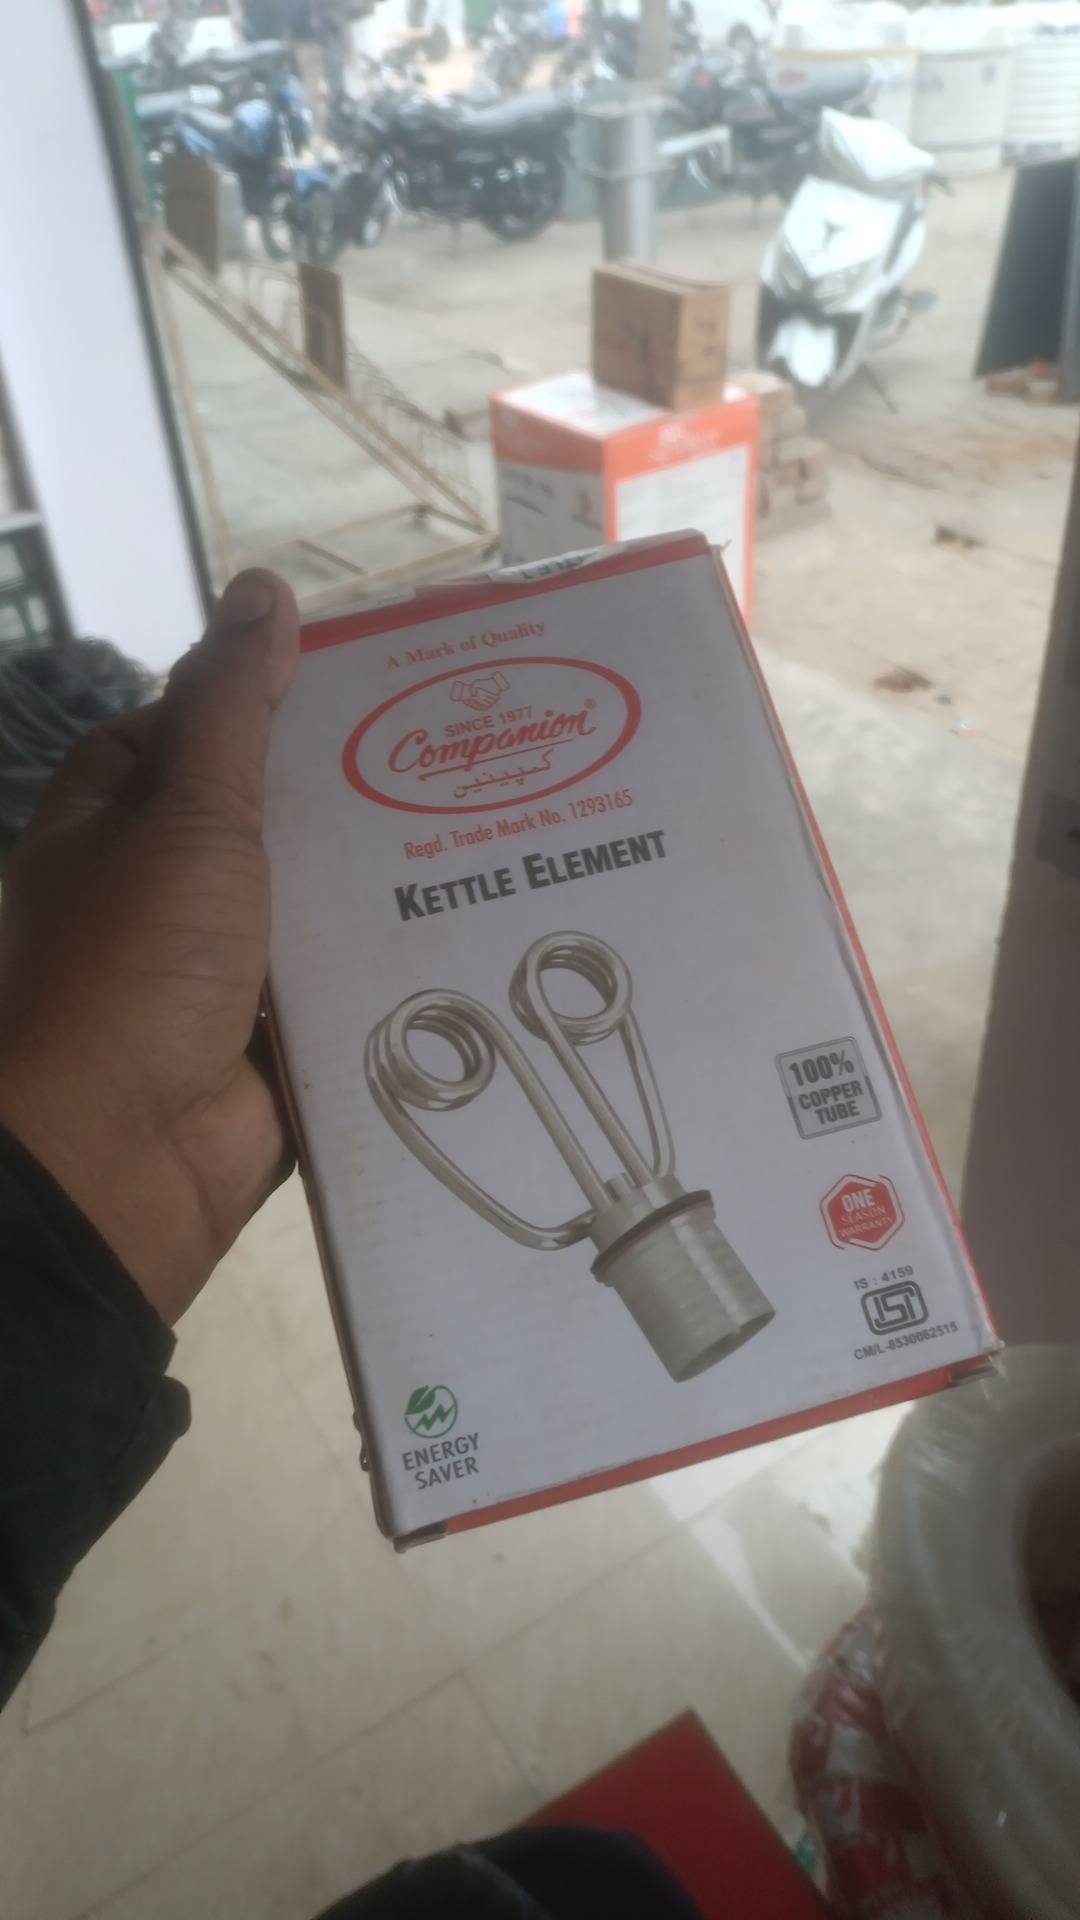 A Mark of Quality
SINCE 1977
Companion®
کمپینین
Regd. Trade Mark No. 1293165
KETTLE ELEMENT
100%
COPPER
TUBE
ONE
SEASON
WARRANTY
IS : 4159
ISI
CM/L-8530062515
ENERGY
SAVER